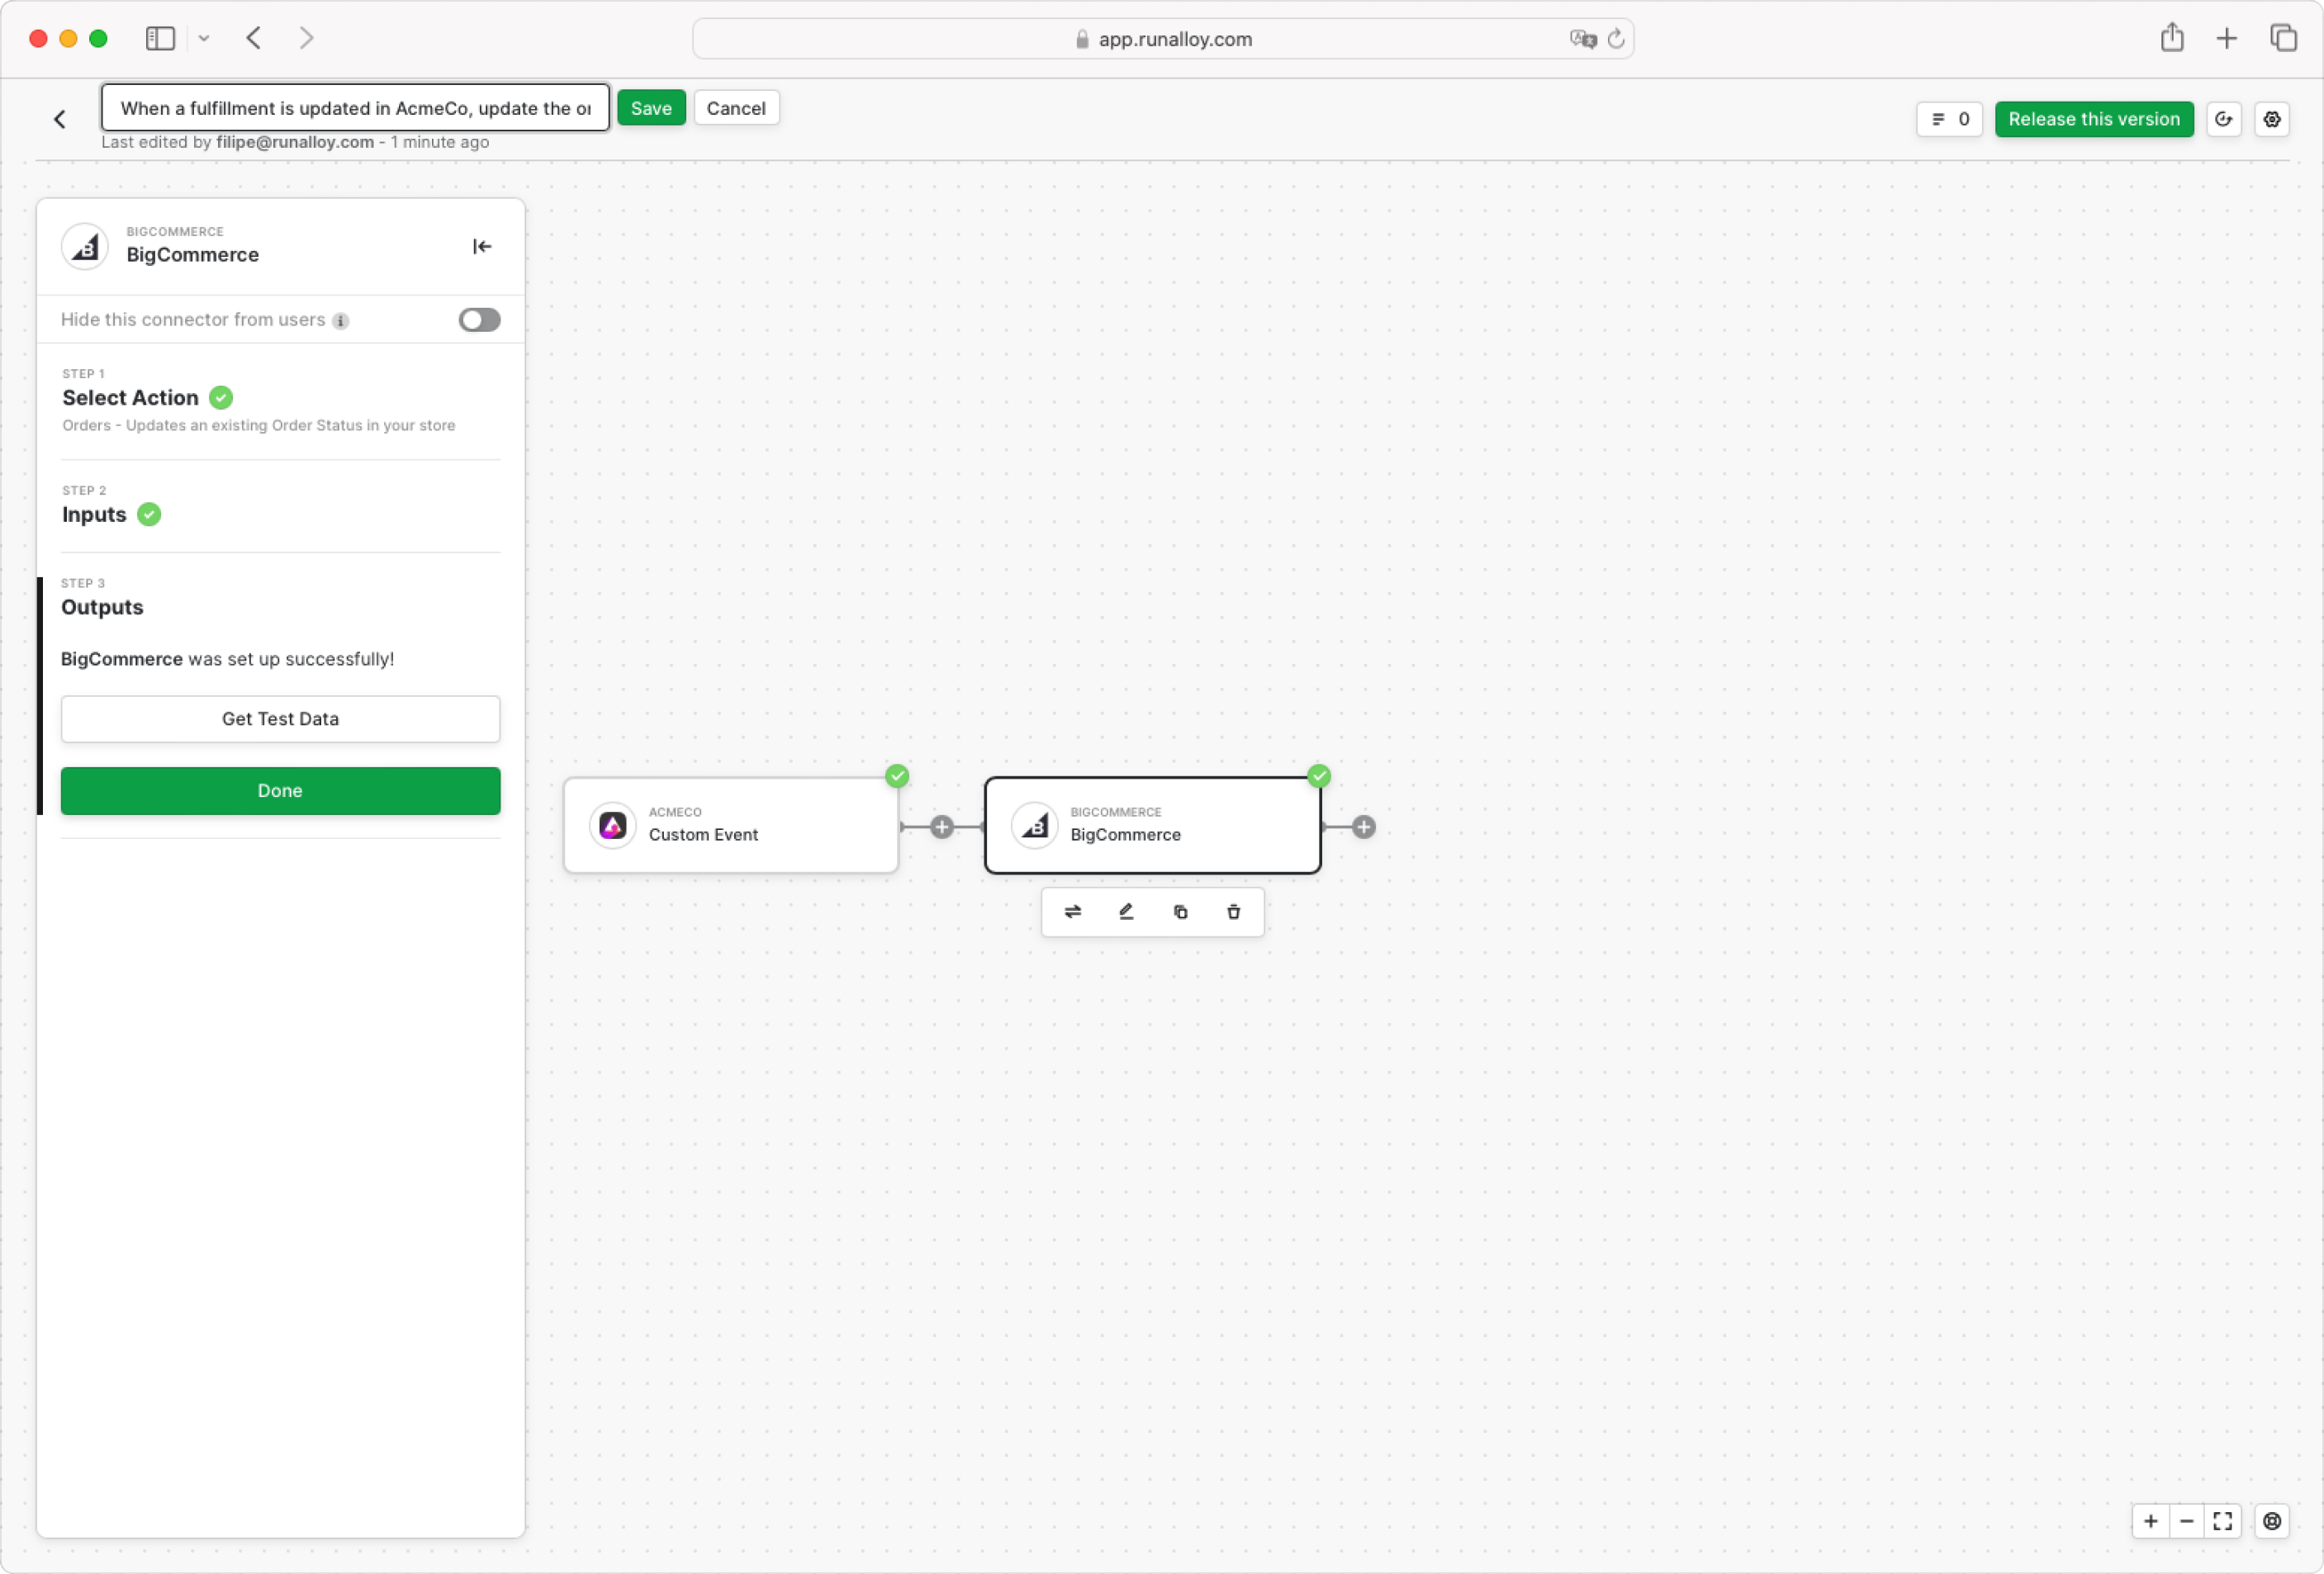 app.runalloy.com
When a fulfillment is updated in AcmeCo, update the
Save
Cancel
Last edited by filipe@runalloy.com - 1 minute ago
0
Release this version
BIGCOMMERCE
BigCommerce
Hide this connector from users
STEP 1
Select Action
Orders - Updates an existing Order Status in your store
STEP 2
Inputs
STEP 3
Outputs
BigCommerce was set up successfully!
Get Test Data
Done
ACMECO
Custom Event
BIGCOMMERCE
BigCommerce